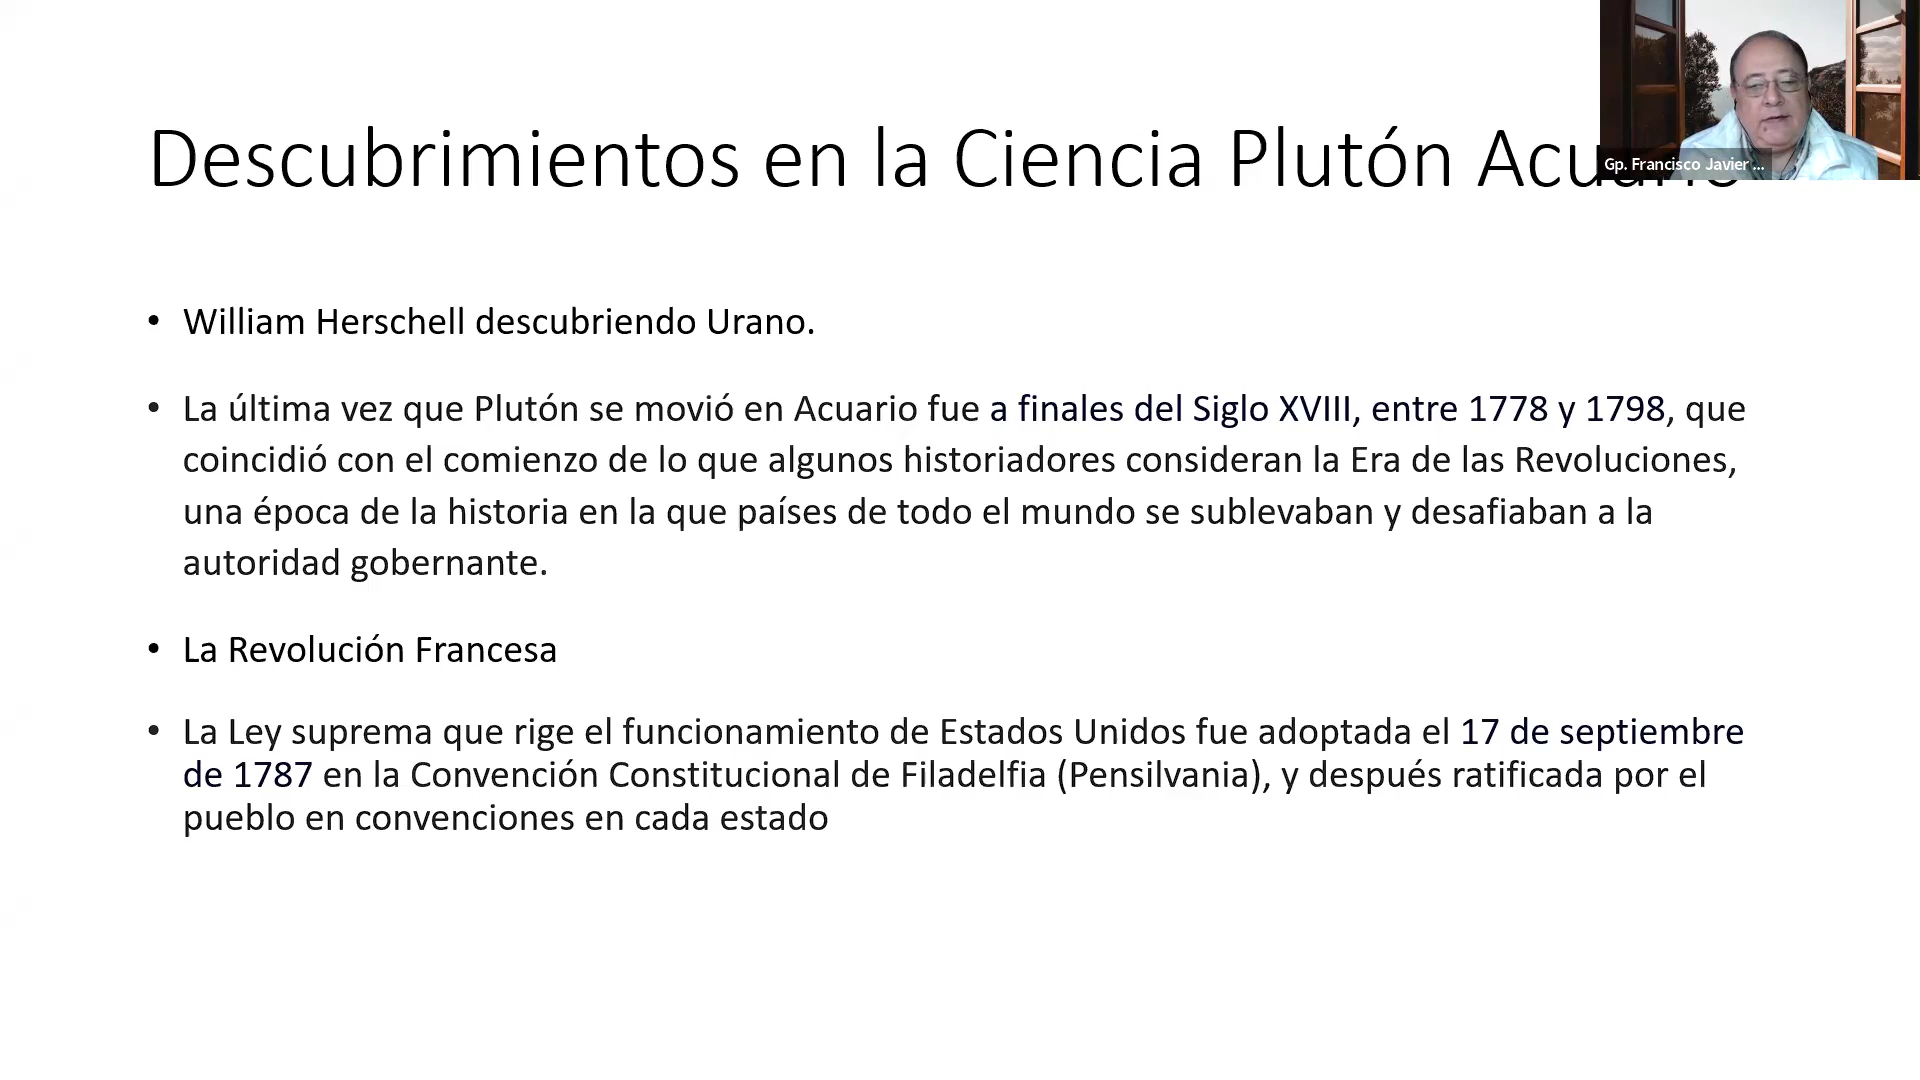 Descubrimientos en la Ciencia Plutón Acuario
Gp. Francisco Javier ...
• William Herschell descubriendo Urano.
• La última vez que Plutón se movió en Acuario fue a finales del Siglo XVIII, entre 1778 y 1798, que
coincidió con el comienzo de lo que algunos historiadores consideran la Era de las Revoluciones,
una época de la historia en la que países de todo el mundo se sublevaban y desafiaban a la
autoridad gobernante.
• La Revolución Francesa
• La Ley suprema que rige el funcionamiento de Estados Unidos fue adoptada el 17 de septiembre
de 1787 en la Convención Constitucional de Filadelfia (Pensilvania), y después ratificada por el
pueblo en convenciones en cada estado